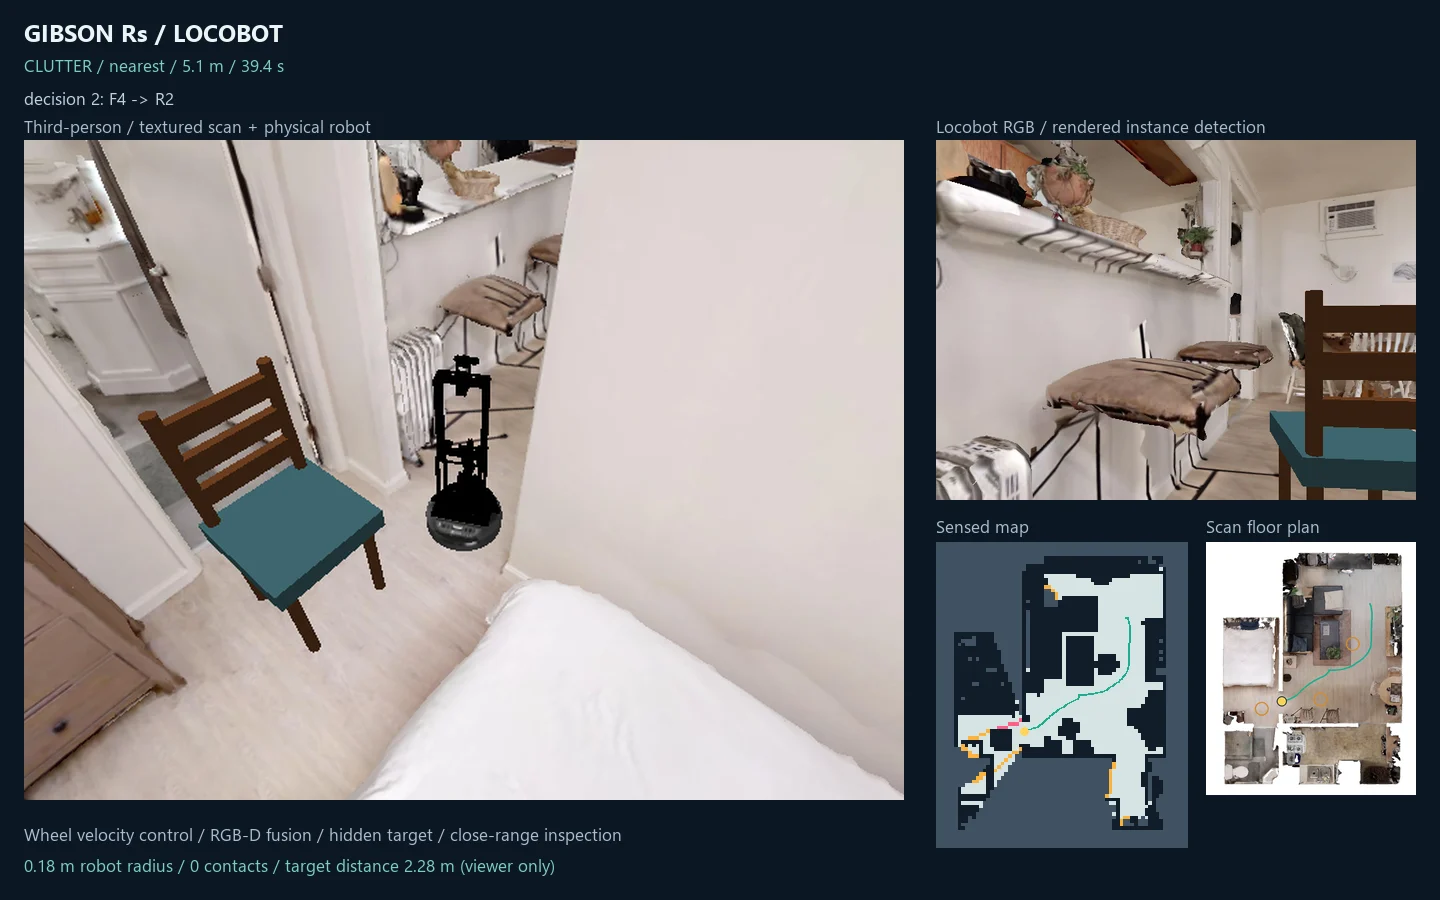 GIBSON Rs / LOCOBOT
CLUTTER / nearest / 5.1 m / 39.4 s
decision 2: F4 -> R2
Third-person / textured scan + physical robot
Locobot RGB / rendered instance detection
Sensed map
Scan floor plan
Wheel velocity control / RGB-D fusion / hidden target / close-range inspection
0.18 m robot radius / 0 contacts / target distance 2.28 m (viewer only)